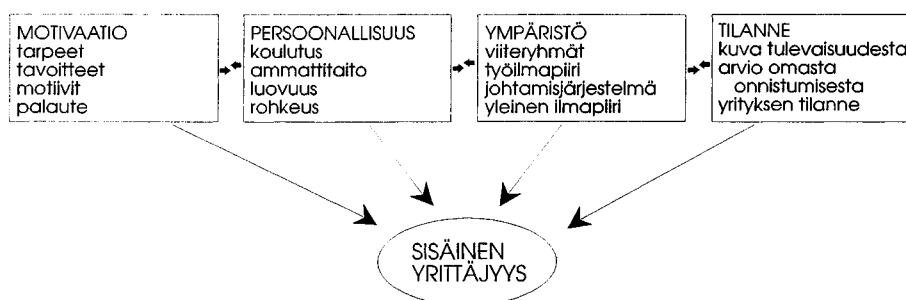 MOTIVAATIO
tarpeet
tavoitteet
motiivit
palaute
PERSOONALLISUUS
koulutus
ammattitaito
luovuus
rohkeus
YMPÄRISTÖ
viiteryhmät
työilmapiiri
johtamisjärjestelmä
yleinen ilmapiiri
TILANNE
kuva tulevaisuudesta
arvio omasta
onnistumisesta
yrityksen tilanne
SISÄINEN
YRITTÄJYYS